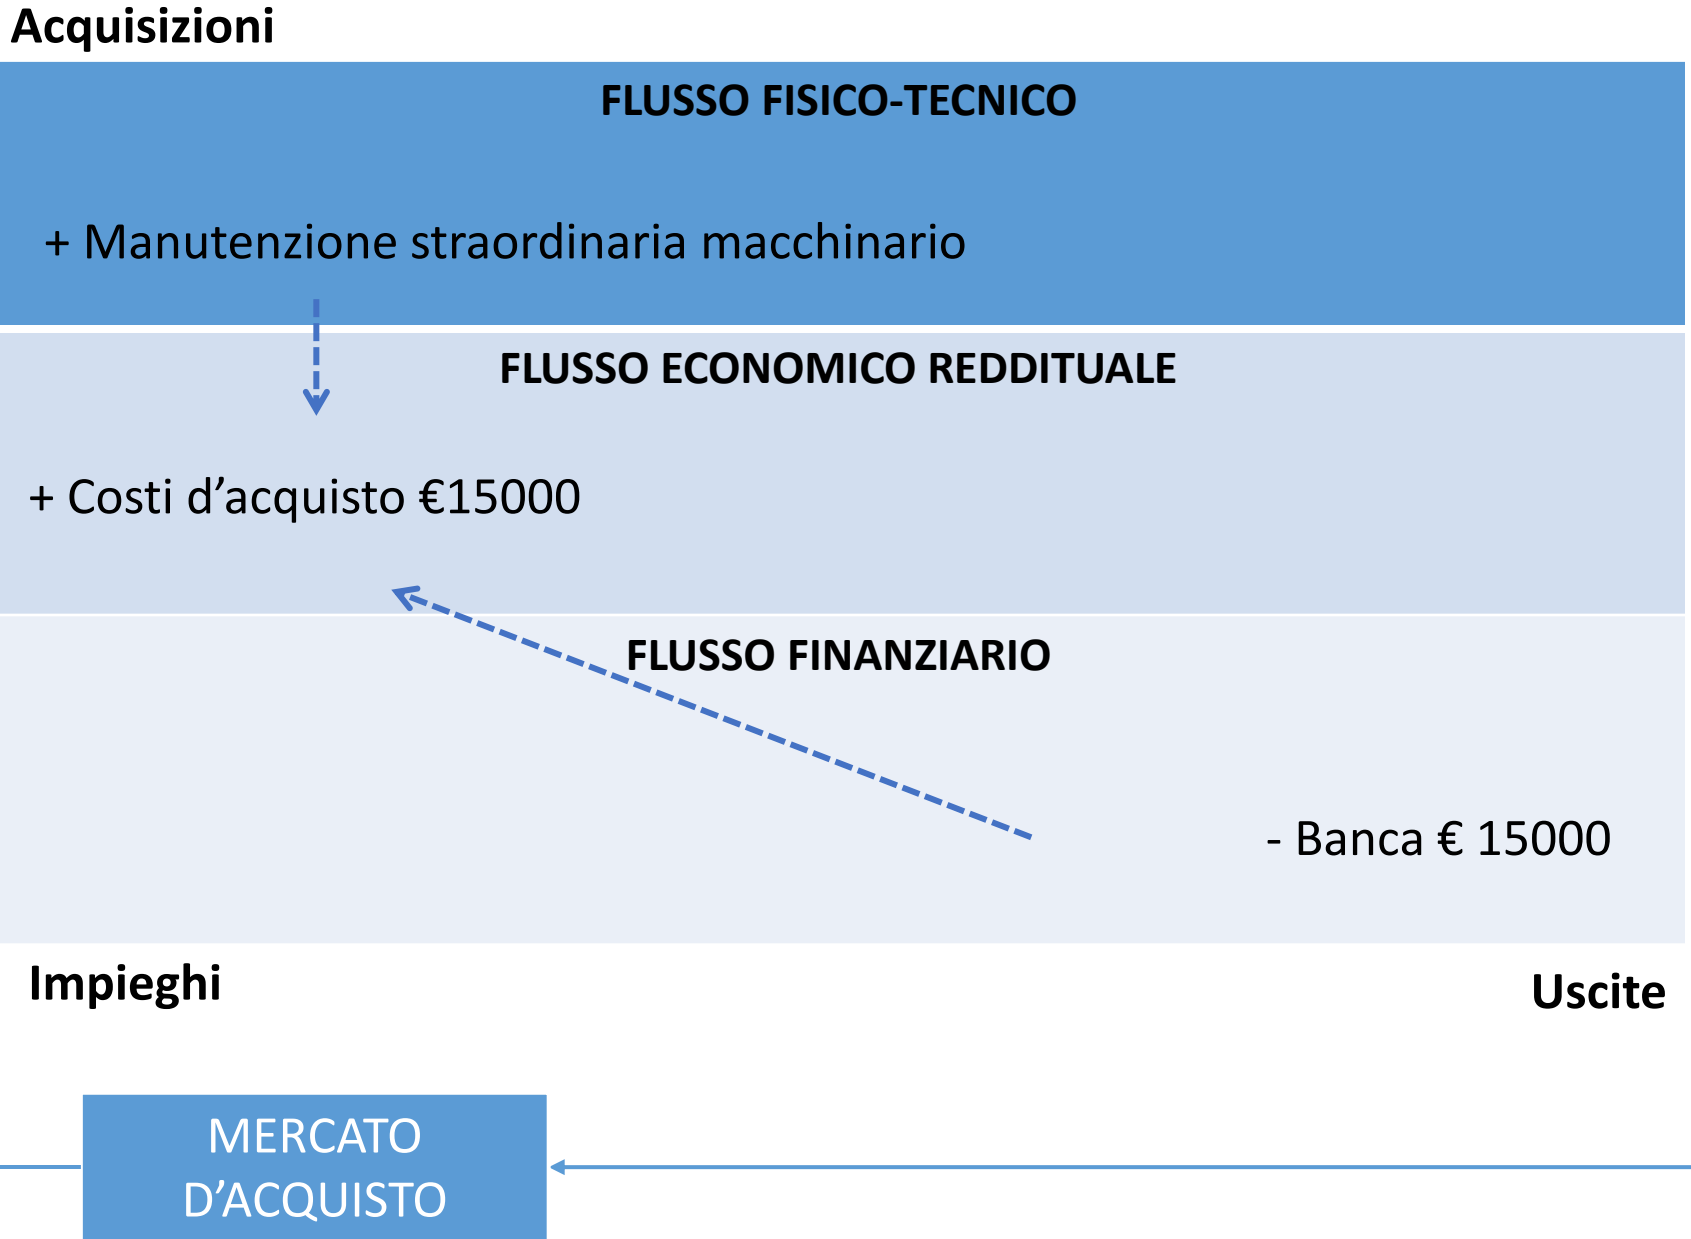 Acquisizioni
FLUSSO FISICO-TECNICO
+ Manutenzione straordinaria macchinario
FLUSSO ECONOMICO REDDITUALE
+ Costi d’acquisto €15000
FLUSSO FINANZIARIO
- Banca € 15000
Impieghi
Uscite
MERCATO
D’ACQUISTO